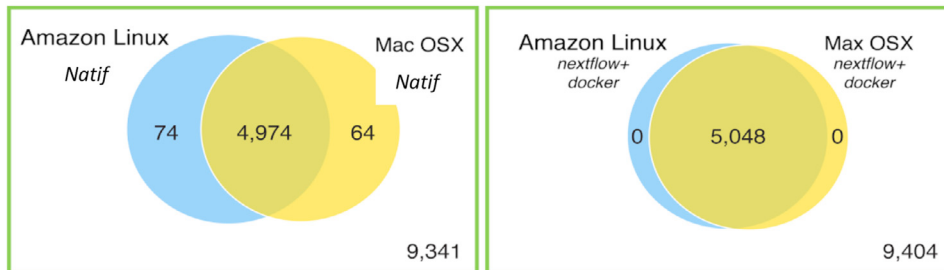 Amazon Linux
Natif
Mac OSX
Natif
74
4,974
64
9,341
Amazon Linux
nextflow+
docker
Max OSX
nextflow+
docker
0
5,048
0
9,404